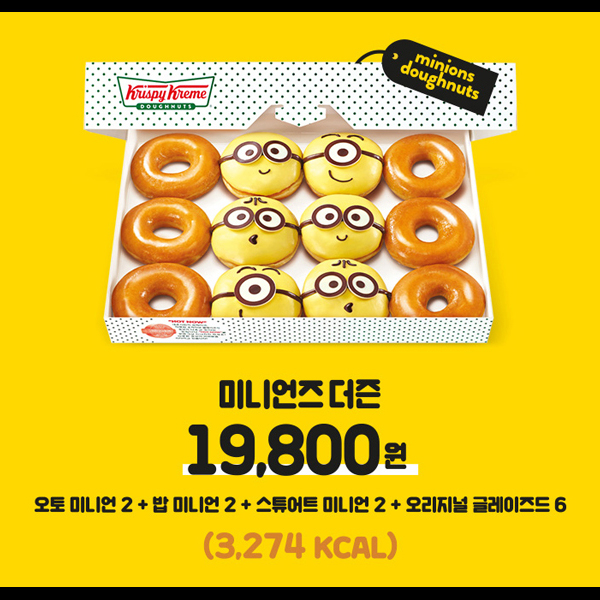 minions
doughnuts
Krispy Kreme
DOUGHNUTS
"HOT NOW"
미니언즈 더즌
19,800원
오토 미니언 2 + 밥 미니언 2 + 스튜어트 미니언 2 + 오리지널 글레이즈드 6
(3,274 KCAL)